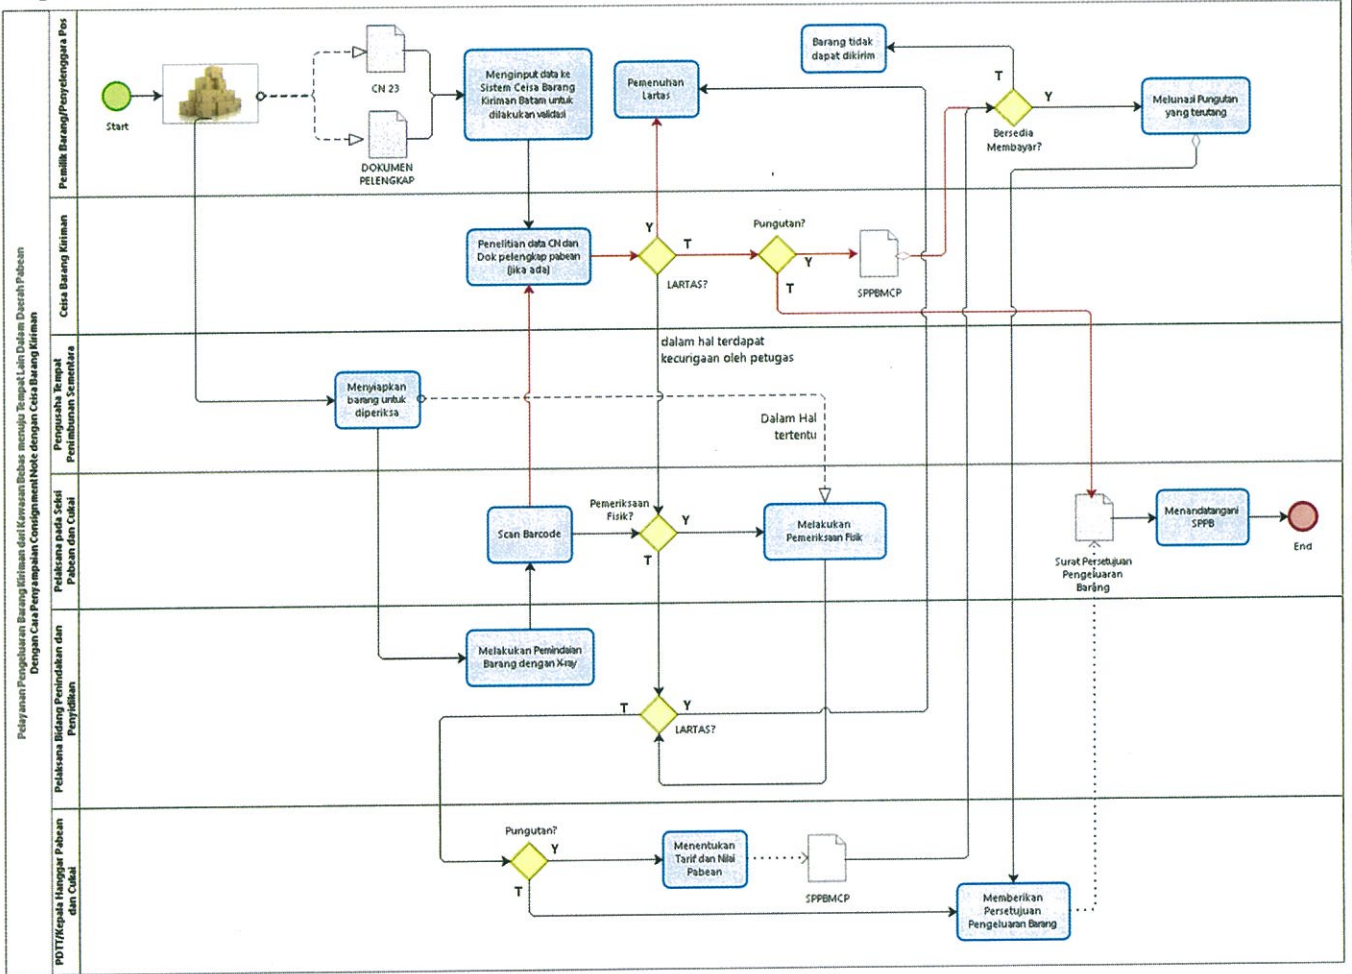 Pelayanan Pengeluaran Barang Kiriman dari Kawasan Bebas menuju Tempat Lain Dalam Daerah Pabean
Dengan Cara Penyampaian Consignment Note dengan Ceisa Barang Kiriman
Pemilik Barang/Penyelenggara Pos
Start
CN 23
DOKUMEN
PELENGKAP
Menginput data ke
Sistem Ceisa Barang
Kiriman Batam untuk
dilakukan validasi
Pemenuhan
Lartas
Barang tidak
dapat dikirim
T
Y
Bersedia
Membayar?
Melunasi Pungutan
yang terutang
Ceisa Barang Kiriman
Penelitian data CN dan
Dok pelengkap pabean
(jika ada)
Y
T
LARTAS?
Pungutan?
Y
T
SPPBMCP
dalam hal terdapat
kecurigaan oleh petugas
Pengusaha Tempat
Penimbunan Sementara
Menyiapkan
barang untuk
diperiksa
Dalam Hal
tertentu
Pelaksana pada Seksi
Pabean dan Cukai
Scan Barcode
Pemeriksaan
Fisik?
Y
T
Melakukan
Pemeriksaan Fisik
Surat Persetujuan
Pengeluaran
Barang
Menandatangani
SPPB
End
Pelaksana Bidang Penindakan dan
Penyidikan
Melakukan Pemindaian
Barang dengan X-ray
T
Y
LARTAS?
PDTT/Kepala Hanggar Pabean
dan Cukai
Pungutan?
Y
T
Menentukan
Tarif dan Nilai
Pabean
SPPBMCP
Memberikan
Persetujuan
Pengeluaran Barang